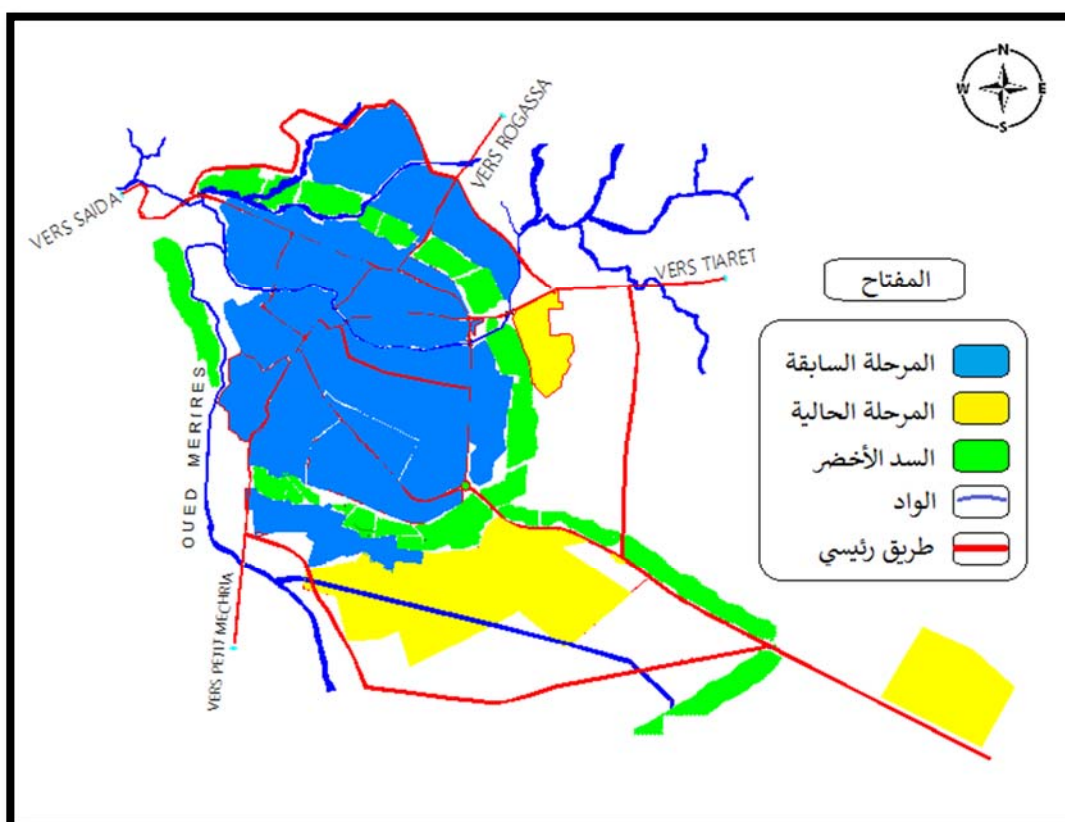 N
W E
S
VERS ROGASSA
VERS SAIDA
VERS TIARET
OUED MERIRES
VERS PETIT MECHRIA
المفتاح
المرحلة السابقة
المرحلة الحالية
السد الأخضر
الواد
طريق رئيسي